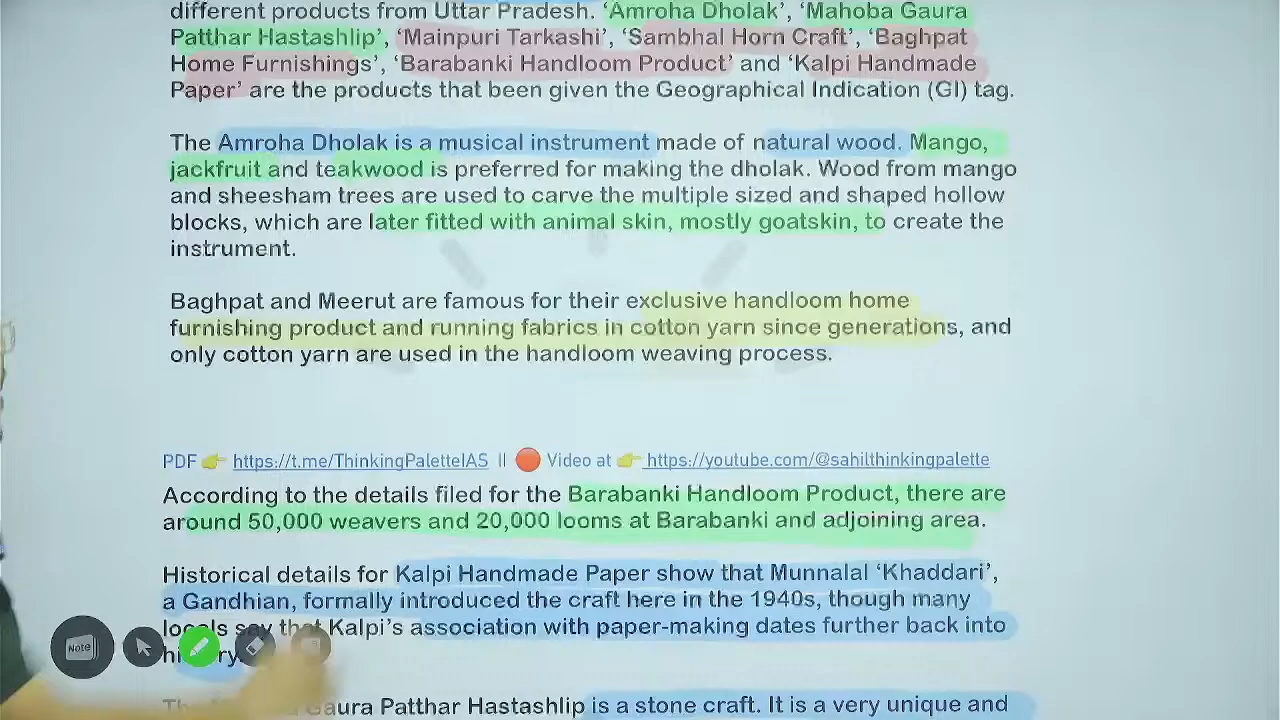 different products from Uttar Pradesh. ‘Amroha Dholak’, ‘Mahoba Gaura
Patthar Hastashlip’, ‘Mainpuri Tarkashi’, ‘Sambhal Horn Craft’, ‘Baghpat
Home Furnishings’, ‘Barabanki Handloom Product’ and ‘Kalpi Handmade
Paper’ are the products that been given the Geographical Indication (GI) tag.
The Amroha Dholak is a musical instrument made of natural wood. Mango,
jackfruit and teakwood is preferred for making the dholak. Wood from mango
and sheesham trees are used to carve the multiple sized and shaped hollow
blocks, which are later fitted with animal skin, mostly goatskin, to create the
instrument.
Baghpat and Meerut are famous for their exclusive handloom home
furnishing product and running fabrics in cotton yarn since generations, and
only cotton yarn are used in the handloom weaving process.
PDF 👉 https://t.me/ThinkingPaletteIAS || 🔴 Video at 👉 https://youtube.com/@sahilthinkingpalette
According to the details filed for the Barabanki Handloom Product, there are
around 50,000 weavers and 20,000 looms at Barabanki and adjoining area.
Historical details for Kalpi Handmade Paper show that Munnalal ‘Khaddari’,
a Gandhian, formally introduced the craft here in the 1940s, though many
locals say that Kalpi’s association with paper-making dates further back into
Note
Gaura Patthar Hastashlip is a stone craft. It is a very unique and